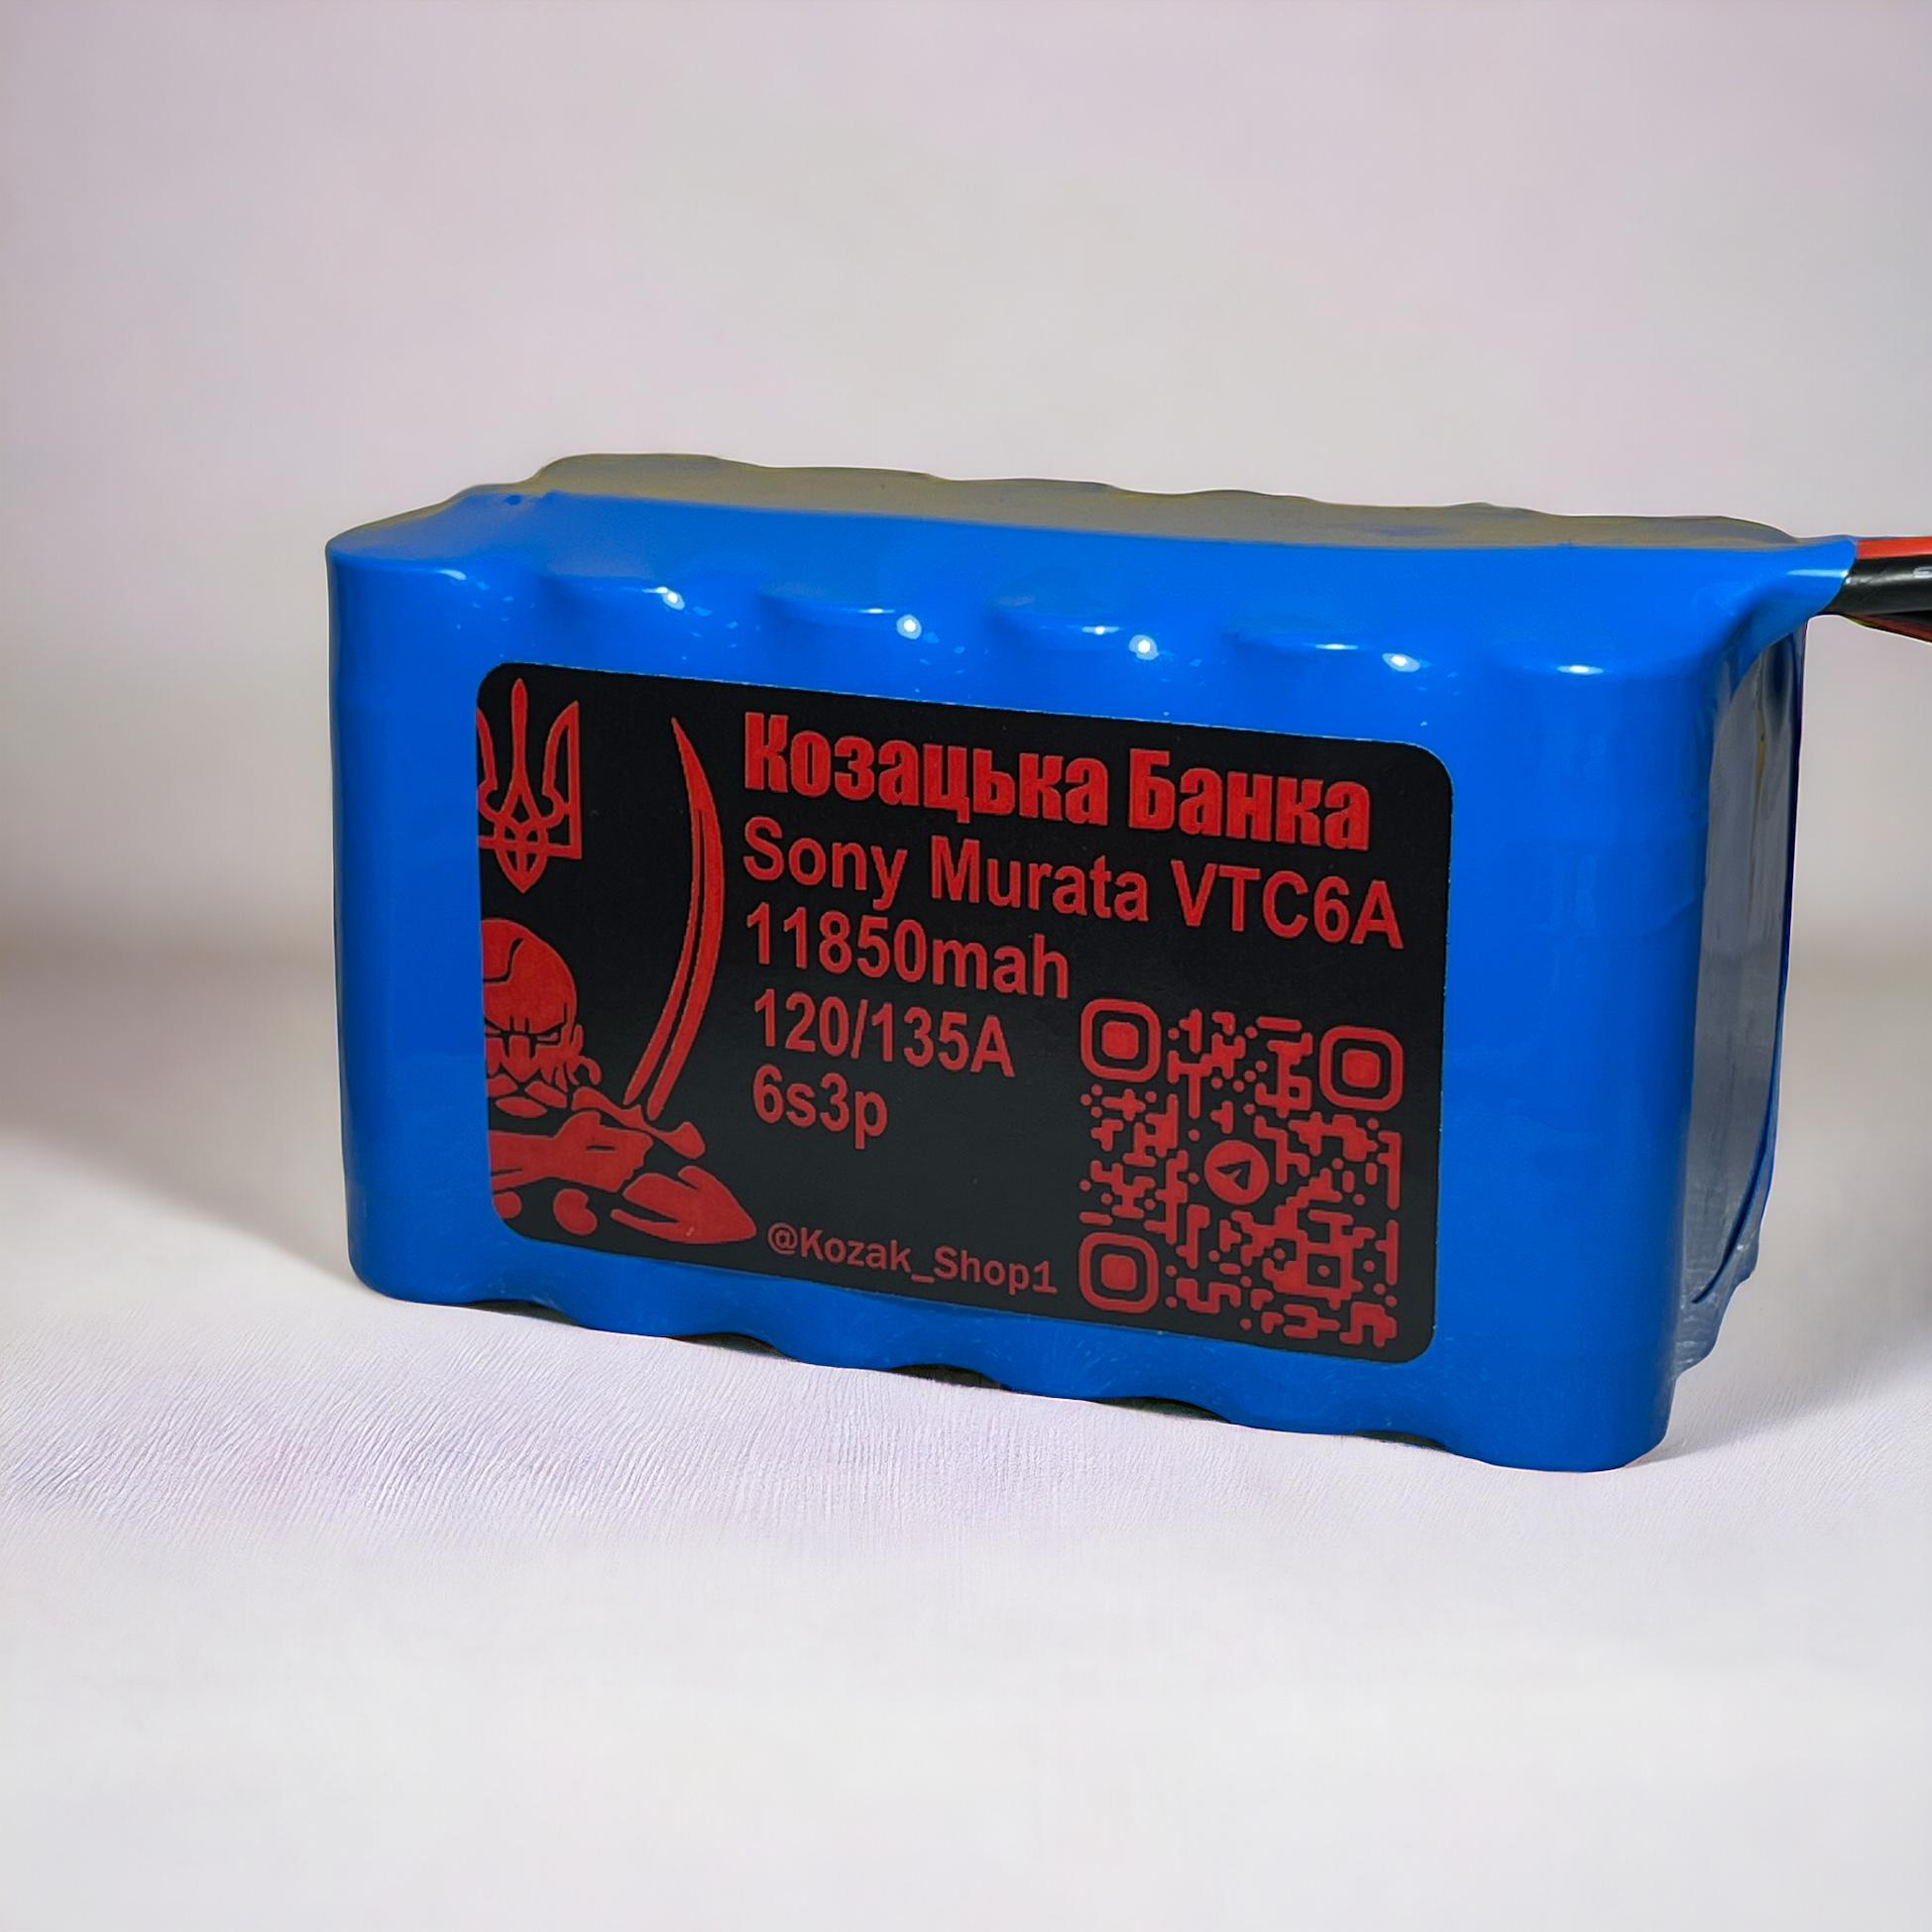 Козацька Банка
Sony Murata VTC6A
11850mah
120/135A
6s3p
@Kozak_Shop1